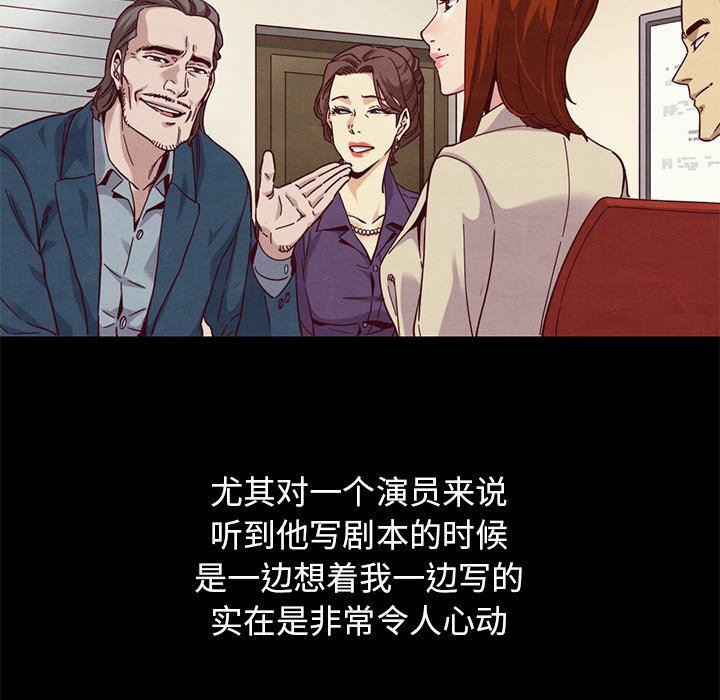 尤其对一个演员来说
听到他写剧本的时候
是一边想着我一边写的
实在是非常令人心动